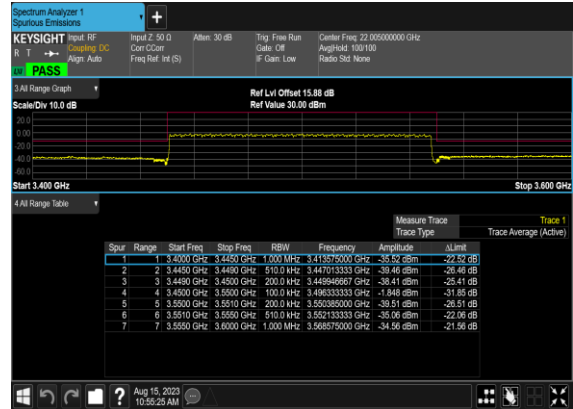 Spectrum Analyzer 1
Spurious Emissions
KEYSIGHT Input: RF Input Z: 50 Ω Atten: 30 dB Trig: Free Run Center Freq: 22.005000000 GHz
R T Coupling: DC Corr CCorr Gate: Off Avg|Hold: 100/100
Align: Auto Freq Ref: Int (S) IF Gain: Low Radio Std: None
PASS
3 All Range Graph Ref Lvl Offset 15.88 dB
Scale/Div 10.0 dB Ref Value 30.00 dBm
20.0
0.00
-20.0
-40.0
-60.0
Start 3.400 GHz Stop 3.600 GHz
4 All Range Table
Measure Trace Trace 1
Trace Type Trace Average (Active)
Spur Range Start Freq Stop Freq RBW Frequency Amplitude ΔLimit
1 1 3.4000 GHz 3.4450 GHz 1.000 MHz 3.413575000 GHz -35.52 dBm -22.52 dB
2 2 3.4450 GHz 3.4490 GHz 510.0 kHz 3.447013333 GHz -39.46 dBm -26.46 dB
3 3 3.4490 GHz 3.4500 GHz 200.0 kHz 3.449946667 GHz -38.41 dBm -25.41 dB
4 4 3.4500 GHz 3.5500 GHz 100.0 kHz 3.496333333 GHz -1.848 dBm -31.85 dB
5 5 3.5500 GHz 3.5510 GHz 200.0 kHz 3.550385000 GHz -39.51 dBm -26.51 dB
6 6 3.5510 GHz 3.5550 GHz 510.0 kHz 3.552133333 GHz -35.06 dBm -22.06 dB
7 7 3.5550 GHz 3.6000 GHz 1.000 MHz 3.568575000 GHz -34.56 dBm -21.56 dB
? Aug 15, 2023
10:55:25 AM